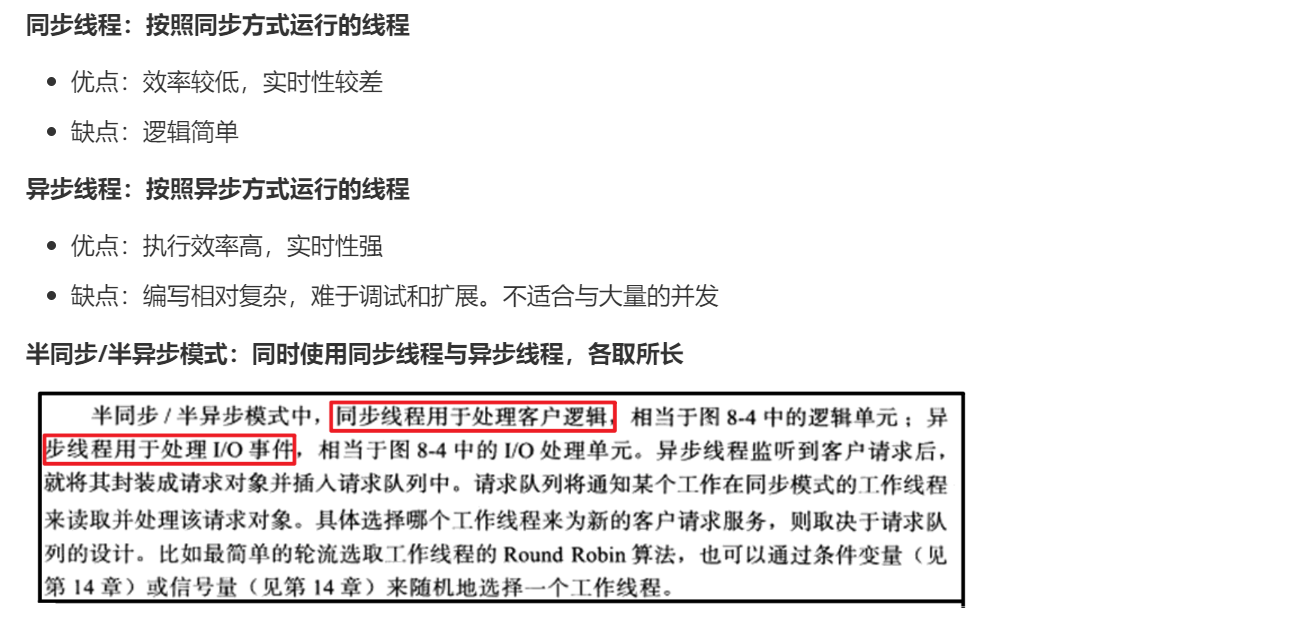 同步线程：按照同步方式运行的线程
• 优点：效率较低，实时性较差
• 缺点：逻辑简单
异步线程：按照异步方式运行的线程
• 优点：执行效率高，实时性强
• 缺点：编写相对复杂，难于调试和扩展。不适合与大量的并发
半同步/半异步模式：同时使用同步线程与异步线程，各取所长
半同步 / 半异步模式中，同步线程用于处理客户逻辑，相当于图 8-4 中的逻辑单元；异
步线程用于处理 I/O 事件，相当于图 8-4 中的 I/O 处理单元。异步线程监听到客户请求后，
就将其封装成请求对象并插入请求队列中。请求队列将通知某个工作在同步模式的工作线程
来读取并处理该请求对象。具体选择哪个工作线程来为新的客户请求服务，则取决于请求队
列的设计。比如最简单的轮流选取工作线程的 Round Robin 算法，也可以通过条件变量（见
第 14 章）或信号量（见第 14 章）来随机地选择一个工作线程。